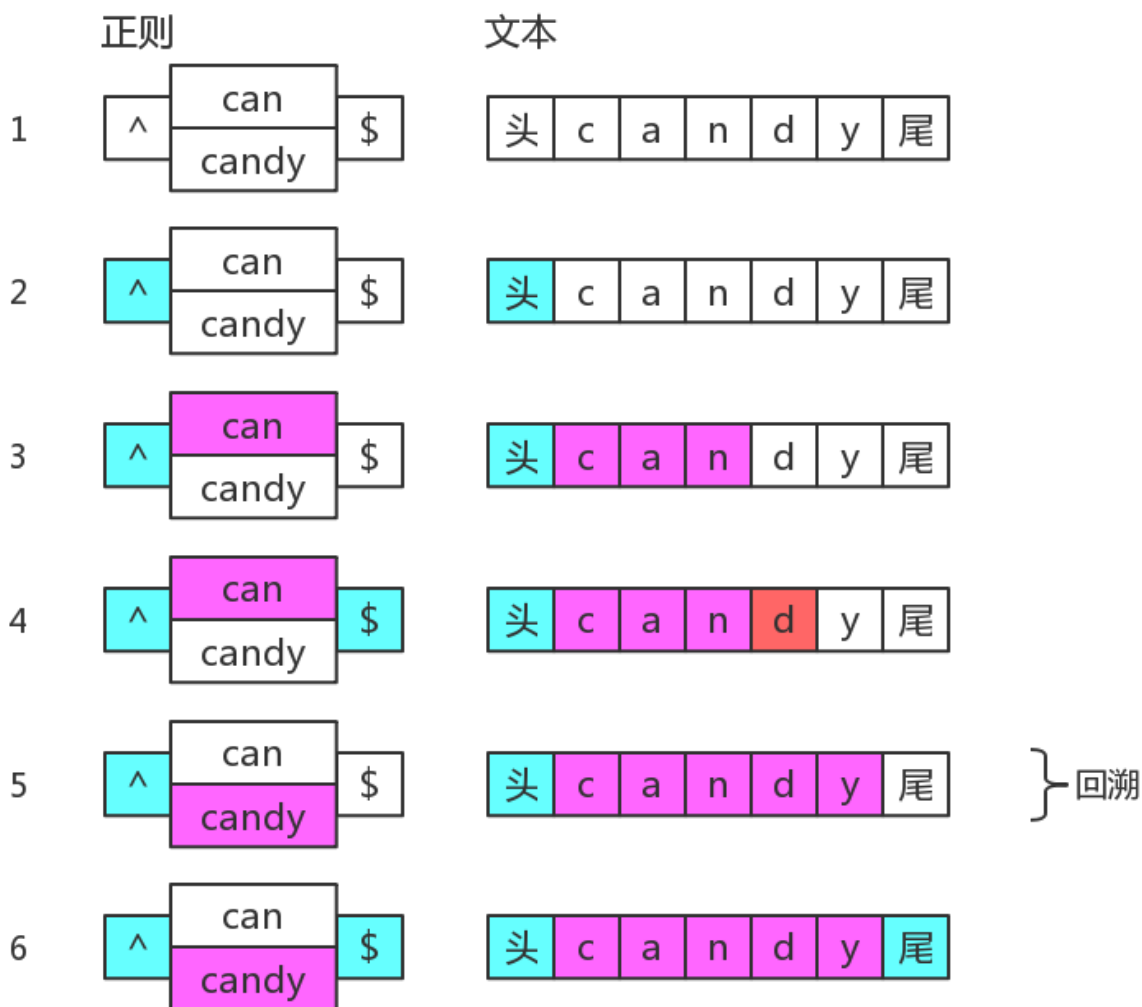 正则 文本
can
1 ^ $ 头 c a n d y 尾
candy
can
2 ^ $ 头 c a n d y 尾
candy
can
3 ^ $ 头 c a n d y 尾
candy
can
4 ^ $ 头 c a n d y 尾
candy
can
5 ^ $ 头 c a n d y 尾 回溯
candy
can
6 ^ $ 头 c a n d y 尾
candy